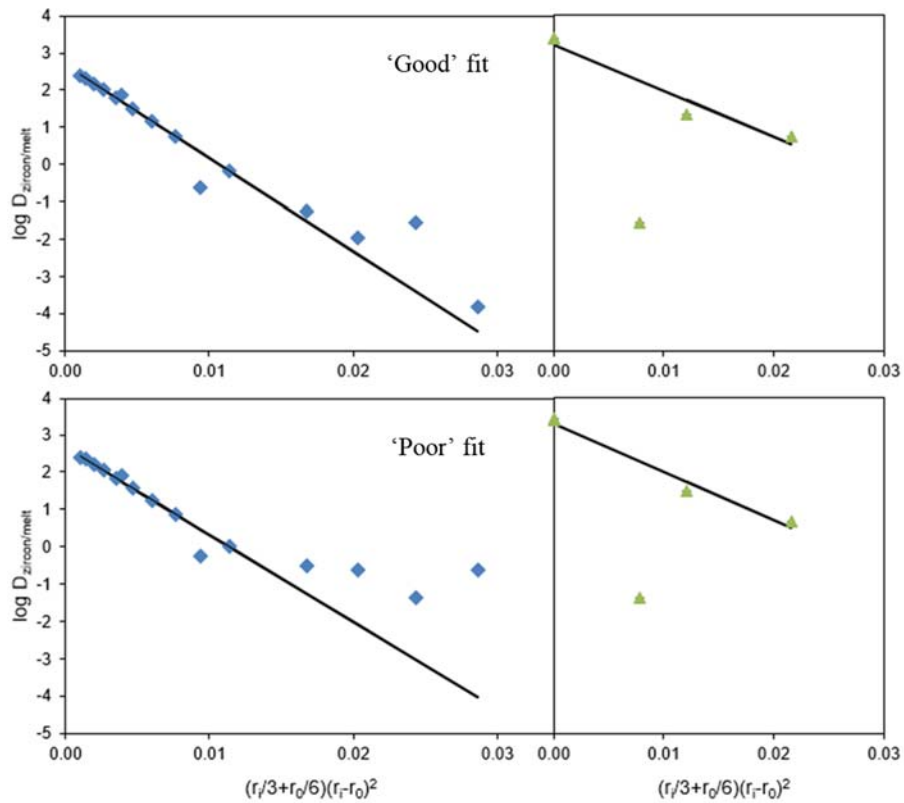 4
3
2
1
0
-1
-2
-3
-4
-5
log D_zircon/melt
'Good' fit
0.00 0.01 0.02 0.03 0.00 0.01 0.02 0.03
4
3
2
1
0
-1
-2
-3
-4
-5
log D_zircon/melt
'Poor' fit
0.00 0.01 0.02 0.03 0.00 0.01 0.02 0.03
(r_i/3+r_0/6)(r_i-r_0)² (r_i/3+r_0/6)(r_i-r_0)²